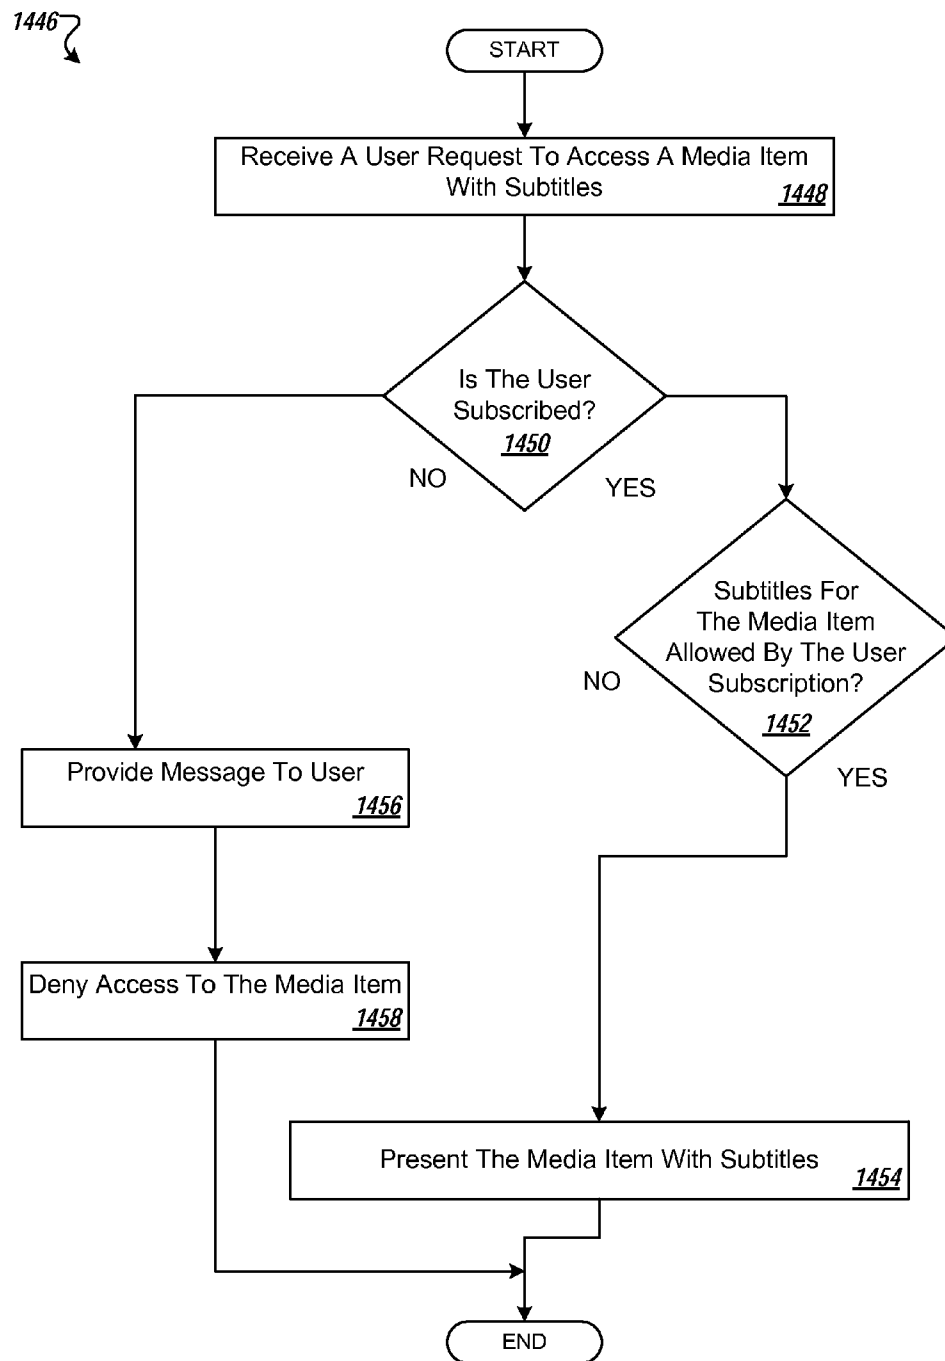 1446
START
Receive A User Request To Access A Media Item
With Subtitles
1448
Is The User
Subscribed?
1450
NO
YES
Subtitles For
The Media Item
Allowed By The User
Subscription?
1452
NO
YES
Provide Message To User
1456
Deny Access To The Media Item
1458
Present The Media Item With Subtitles
1454
END